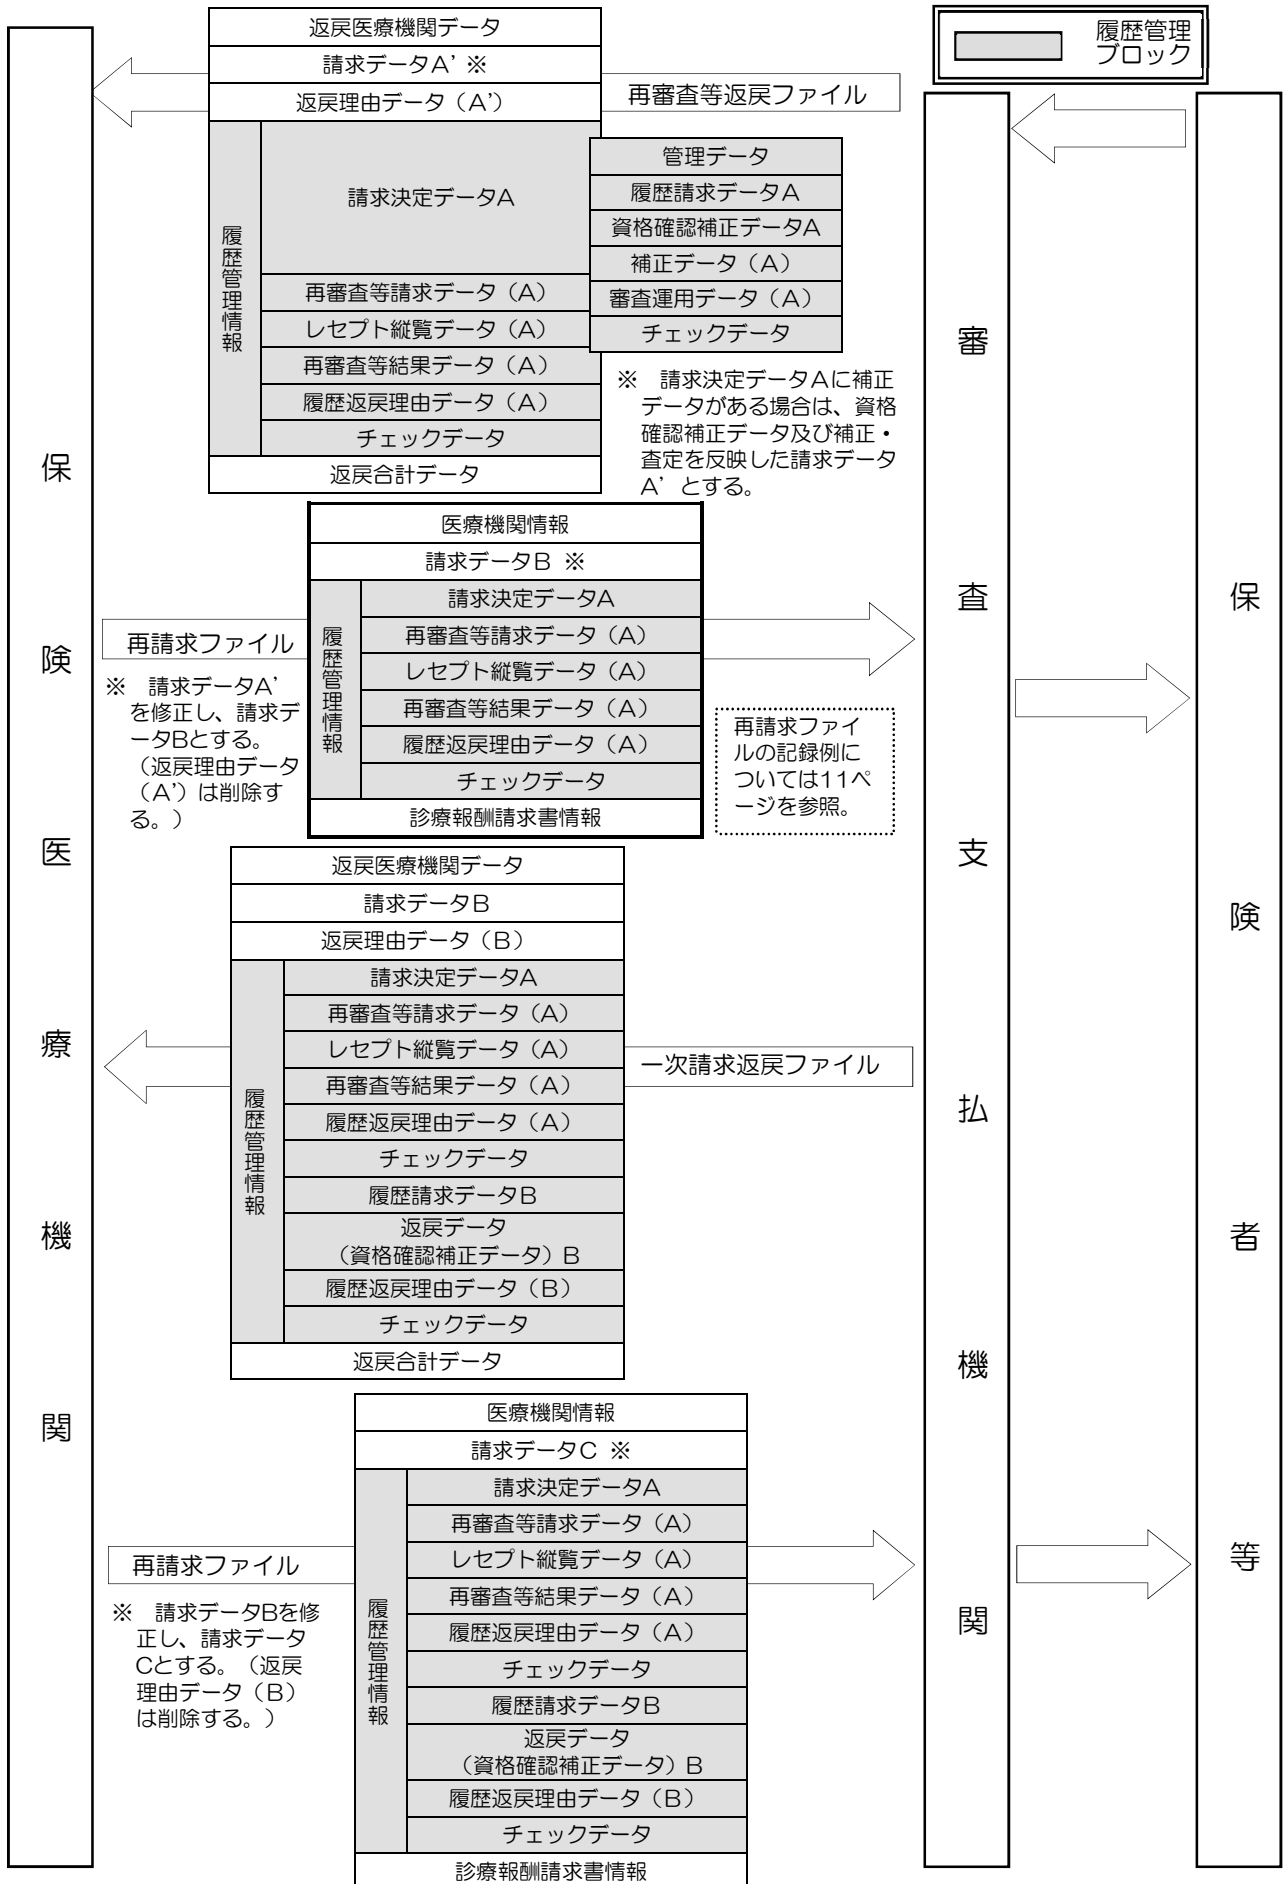 履歴管理
ブロック
保険医療機関
審査支払機関
保険者等
返戻医療機関データ
請求データA’ ※
返戻理由データ（A’）
再審査等返戻ファイル
履歴管理情報
請求決定データA
再審査等請求データ（A）
レセプト縦覧データ（A）
再審査等結果データ（A）
履歴返戻理由データ（A）
チェックデータ
返戻合計データ
管理データ
履歴請求データA
資格確認補正データA
補正データ（A）
審査運用データ（A）
チェックデータ
※　請求決定データAに補正
データがある場合は、資格
確認補正データ及び補正・
査定を反映した請求データ
A’とする。
医療機関情報
請求データB ※
履歴管理情報
請求決定データA
再審査等請求データ（A）
レセプト縦覧データ（A）
再審査等結果データ（A）
履歴返戻理由データ（A）
チェックデータ
診療報酬請求書情報
再請求ファイル
※　請求データA’
を修正し、請求デ
ータBとする。
（返戻理由データ
（A’）は削除す
る。）
再請求ファイ
ルの記録例に
ついては11ペ
ージを参照。
返戻医療機関データ
請求データB
返戻理由データ（B）
履歴管理情報
請求決定データA
再審査等請求データ（A）
レセプト縦覧データ（A）
再審査等結果データ（A）
履歴返戻理由データ（A）
チェックデータ
履歴請求データB
返戻データ
（資格確認補正データ）B
履歴返戻理由データ（B）
チェックデータ
返戻合計データ
一次請求返戻ファイル
医療機関情報
請求データC ※
履歴管理情報
請求決定データA
再審査等請求データ（A）
レセプト縦覧データ（A）
再審査等結果データ（A）
履歴返戻理由データ（A）
チェックデータ
履歴請求データB
返戻データ
（資格確認補正データ）B
履歴返戻理由データ（B）
チェックデータ
診療報酬請求書情報
再請求ファイル
※　請求データBを修
正し、請求データ
Cとする。（返戻
理由データ（B）
は削除する。）